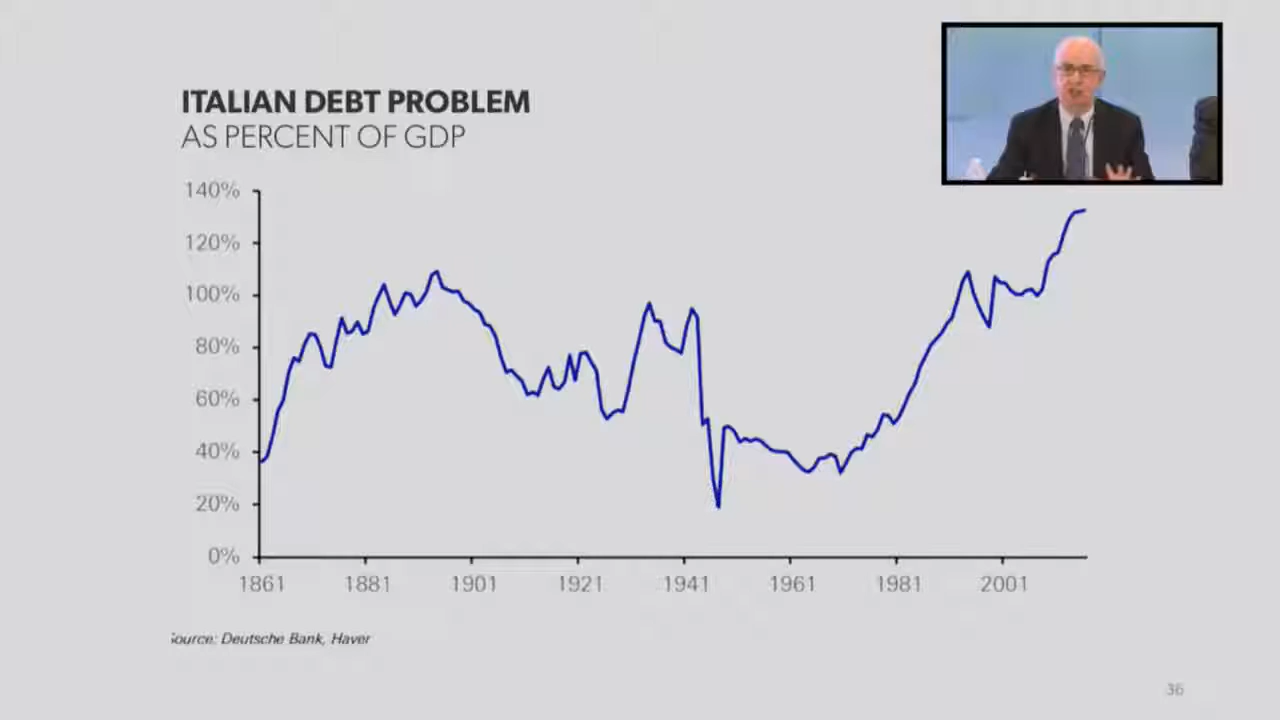 ITALIAN DEBT PROBLEM
AS PERCENT OF GDP
140%
120%
100%
80%
60%
40%
20%
0%
1861 1881 1901 1921 1941 1961 1981 2001
Source: Deutsche Bank, Haver
36